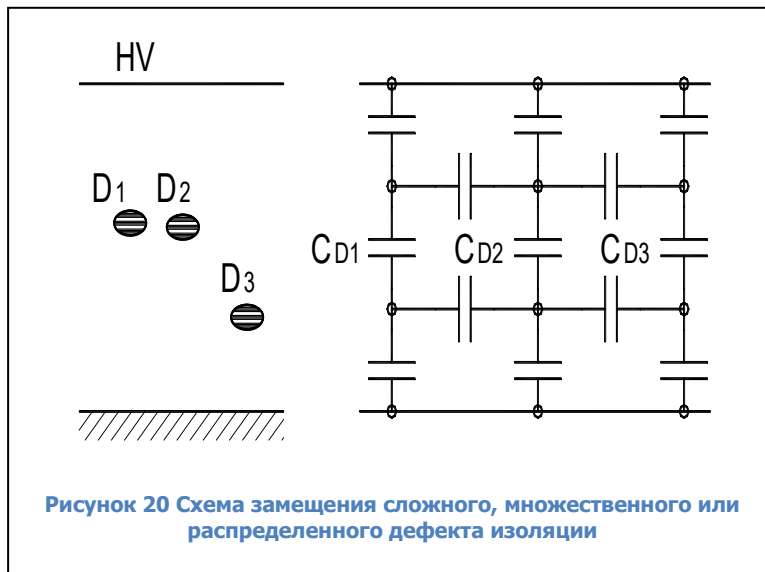 HV
D1 D2
D3
CD1 CD2 CD3
Рисунок 20 Схема замещения сложного, множественного или
распределенного дефекта изоляции